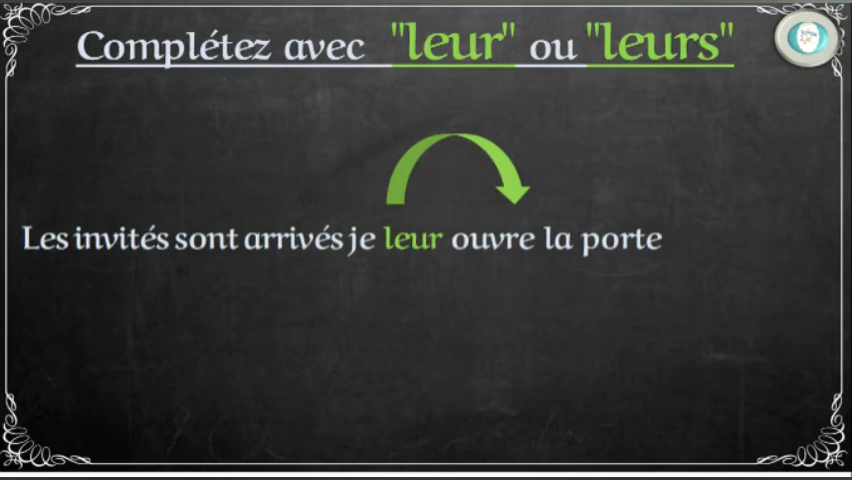 Complétez avec "leur" ou "leurs"
Les invités sont arrivés je leur ouvre la porte